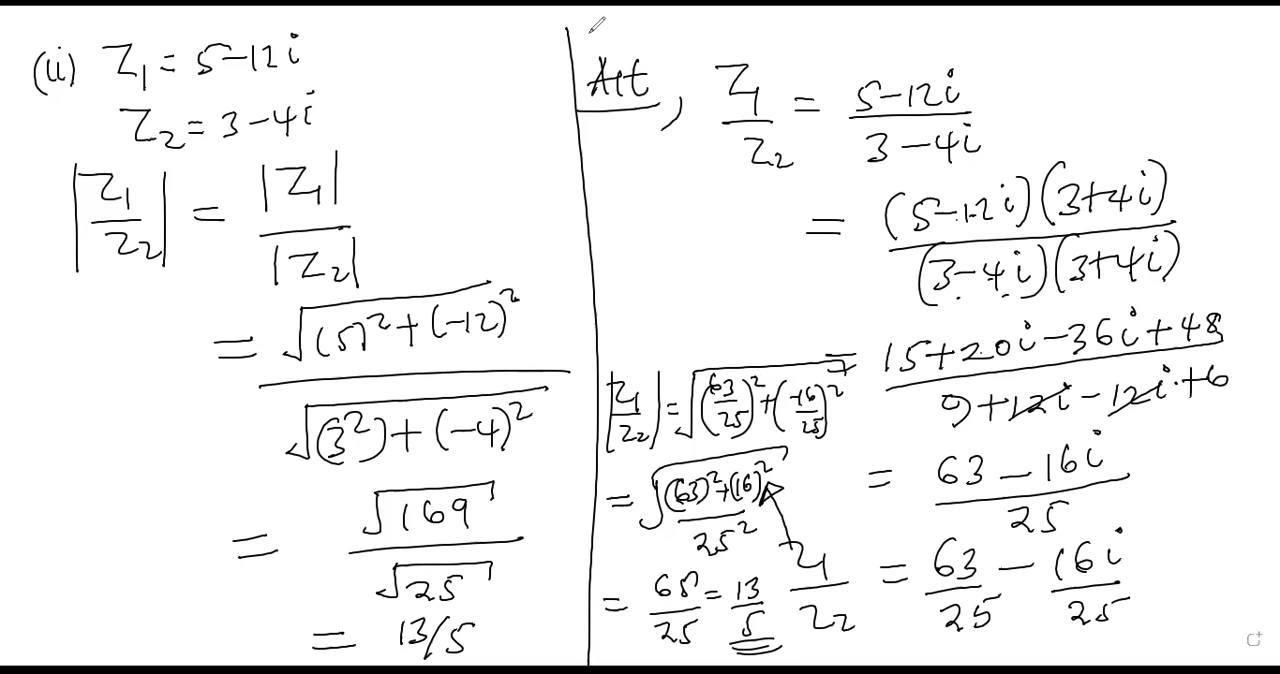 (ii) Z₁ = 5-12i
Z₂ = 3-4i
|Z₁/Z₂| = |Z₁|/|Z₂|
= √((5)²+(-12)²)/√((3²)+(-4)²)
= √169/√25
= 13/5
Alt, Z₁/Z₂ = (5-12i)/(3-4i)
= (5-12i)(3+4i)/(3-4i)(3+4i)
= (15+20i-36i+48)/(9+12i-12i+6
= (63-16i)/25
Z₁/Z₂ = 63/25 - 16i/25
|Z₁/Z₂| = √((63/25)²+(-16/25)²)
= √(((63)²+(16)²)/25²)
= 65/25 = 13/5